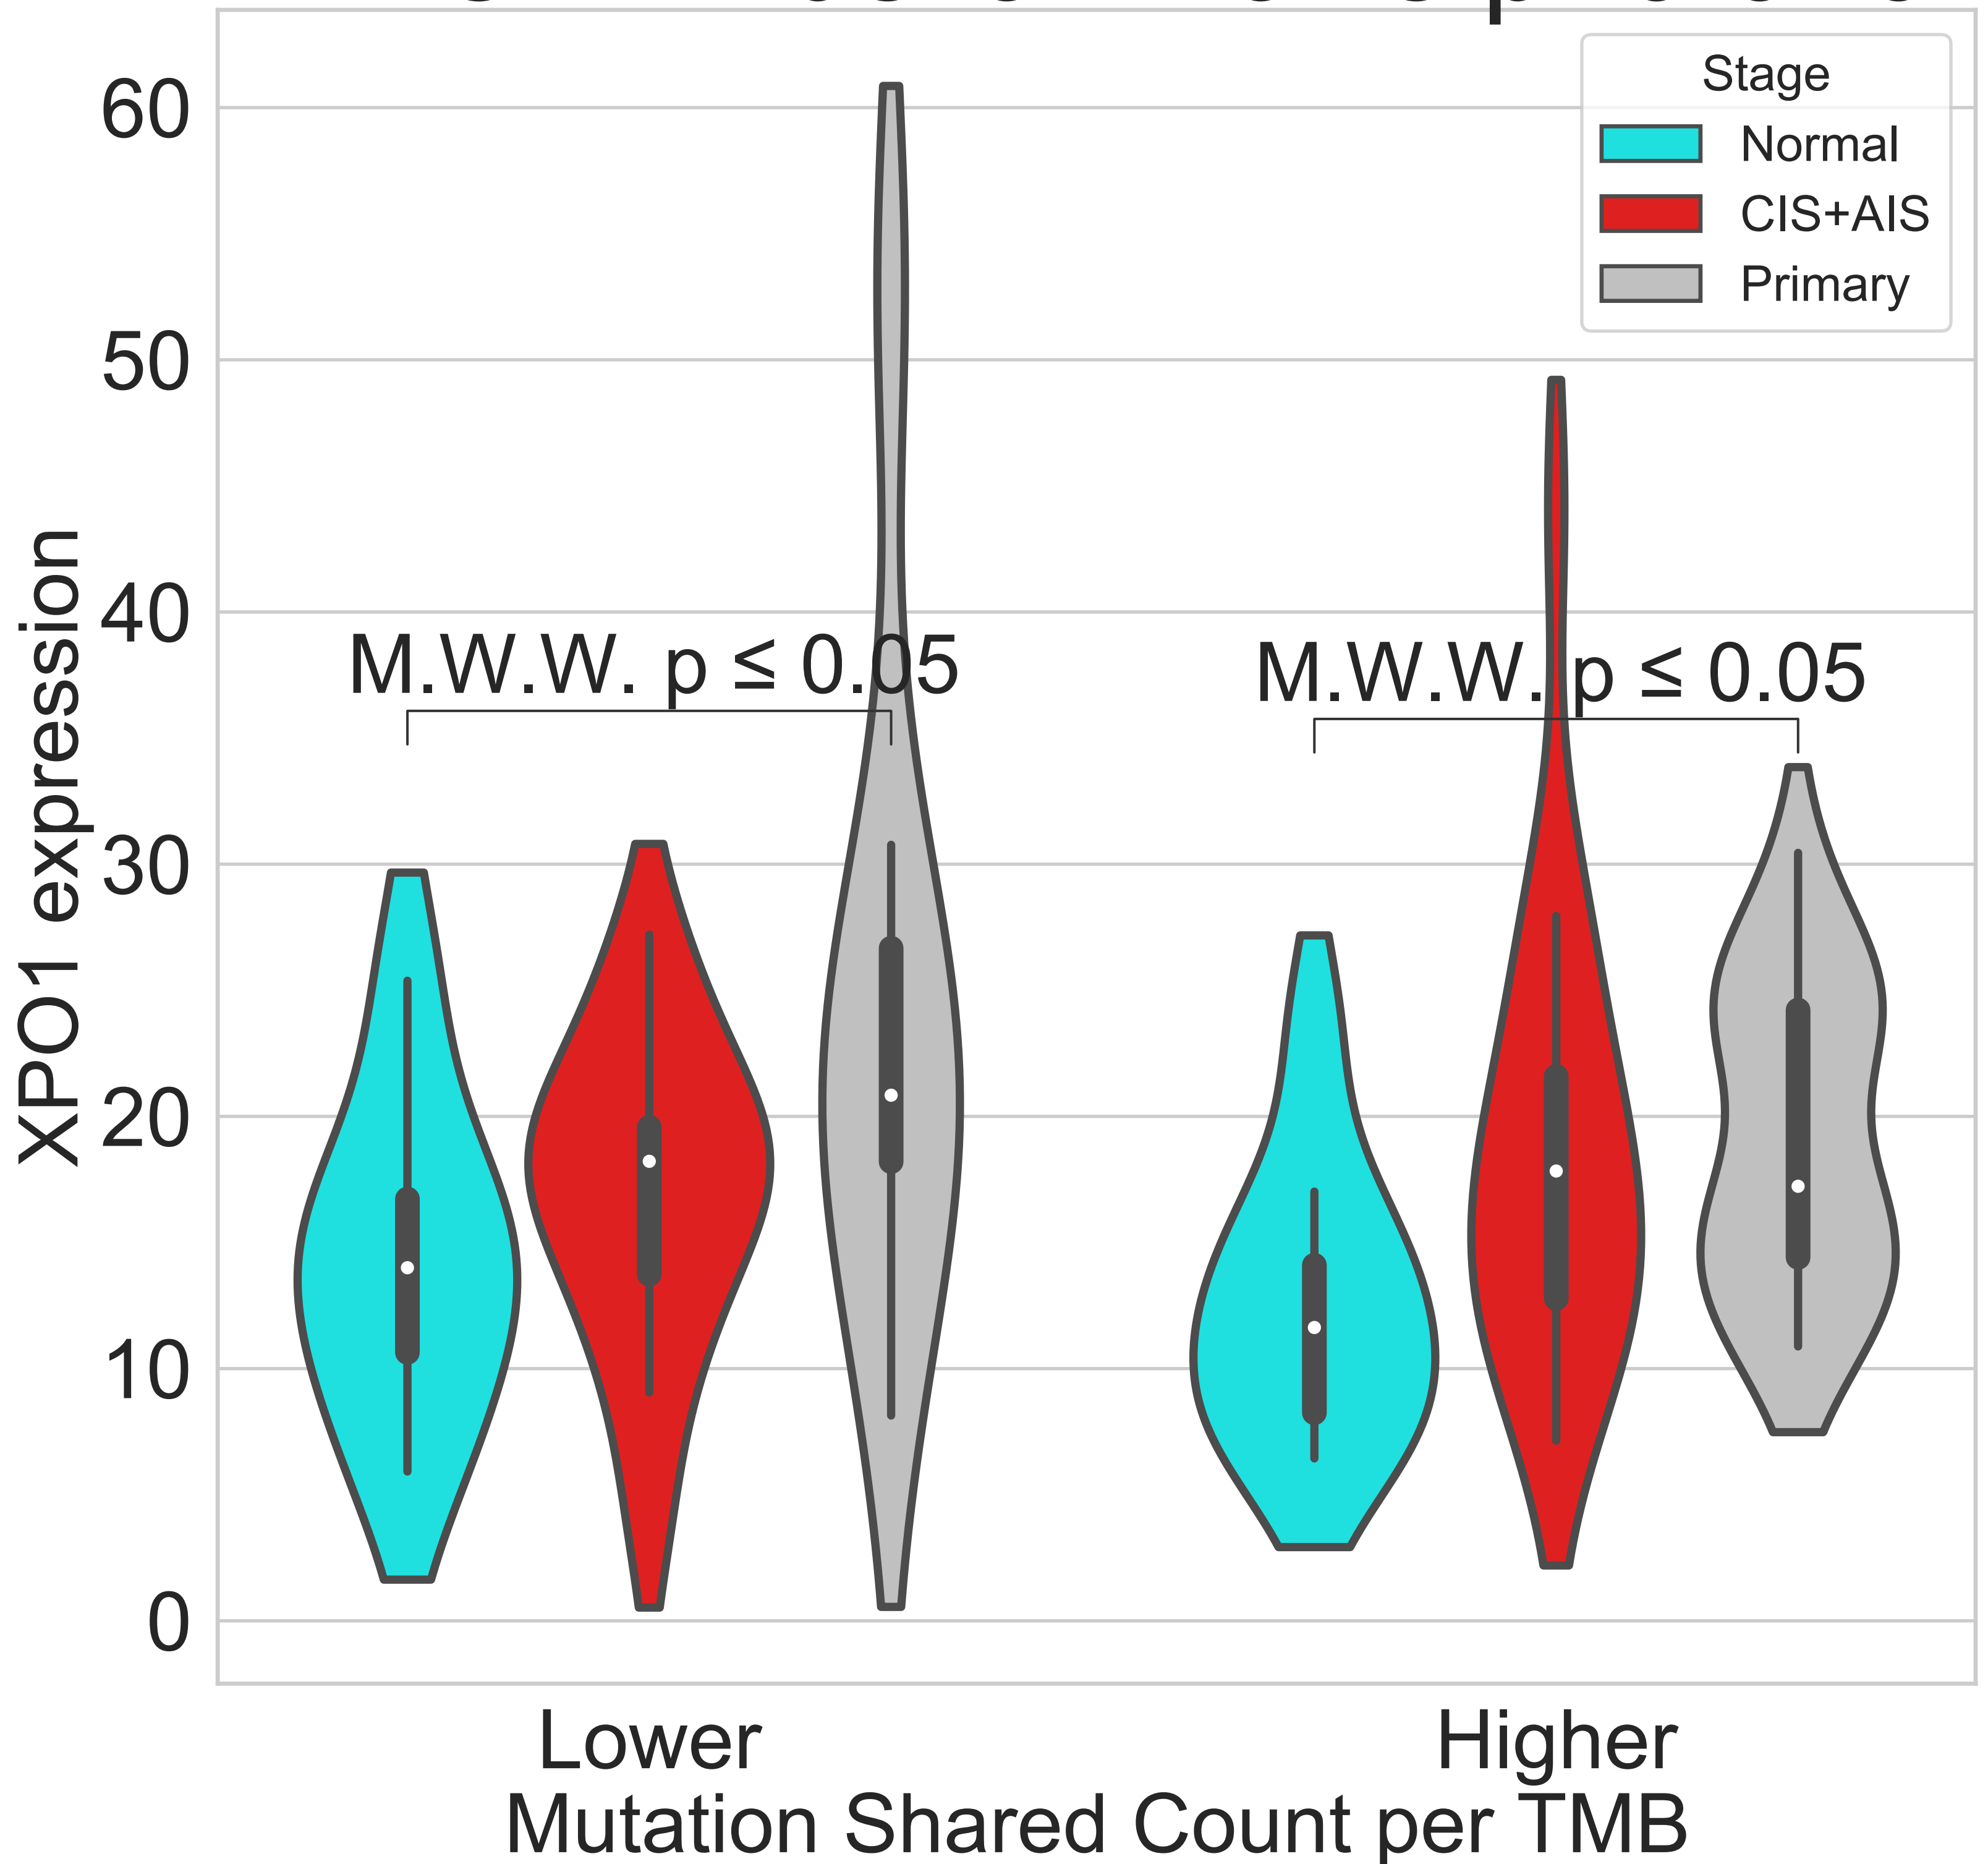 Stage
Normal
CIS+AIS
Primary
60
50
40
30
20
10
0
XPO1 expression
M.W.W. p ≤ 0.05
M.W.W. p ≤ 0.05
Lower
Higher
Mutation Shared Count per TMB